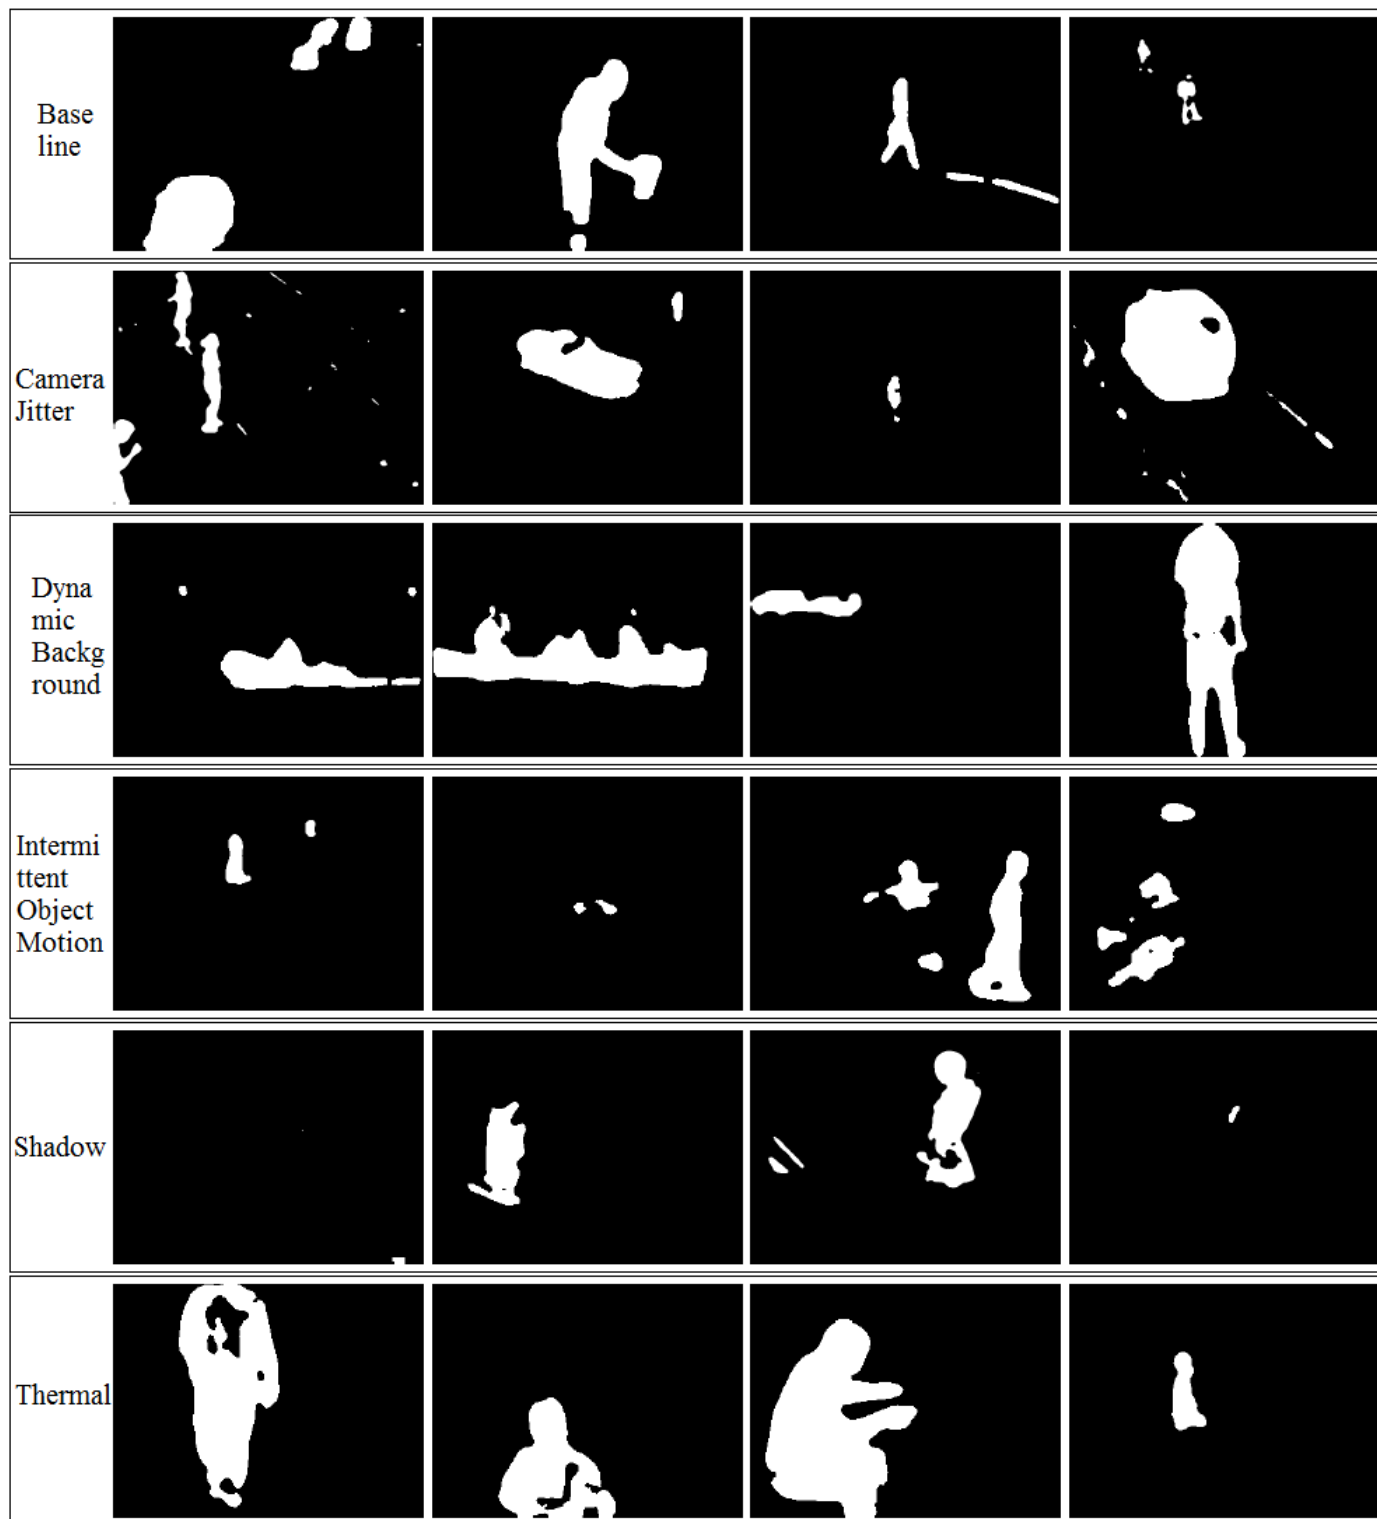 Base
line
Camera
Jitter
Dyna
mic
Backg
round
Intermi
ttent
Object
Motion
Shadow
Thermal